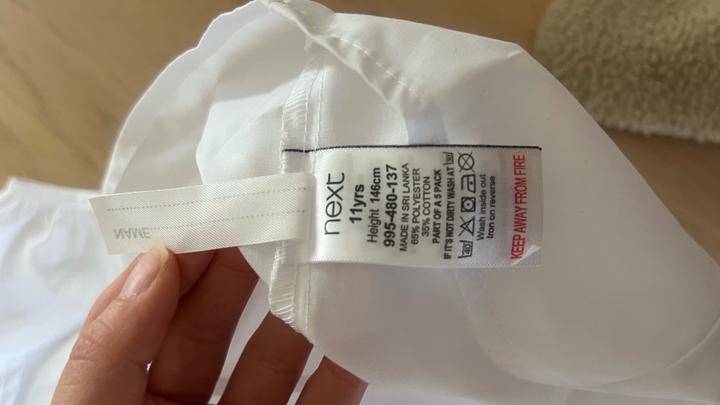 NAME
next
11yrs
Height 146cm
995-480-137
MADE IN SRI LANKA
65% POLYESTER
35% COTTON
PART OF A 5 PACK
IF IT'S NOT DIRTY WASH AT 30
40
Wash inside out
Iron on reverse
KEEP AWAY FROM FIRE